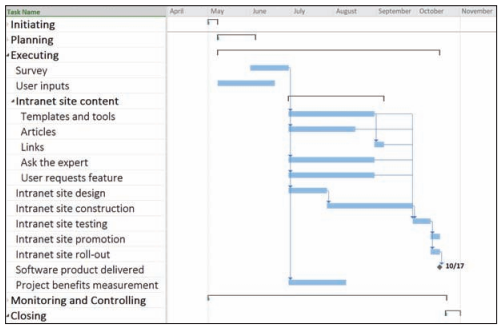 Task Name April May June July August September October November
Initiating
Planning
Executing
Survey
User inputs
Intranet site content
Templates and tools
Articles
Links
Ask the expert
User requests feature
Intranet site design
Intranet site construction
Intranet site testing
Intranet site promotion
Intranet site roll-out
Software product delivered 10/17
Project benefits measurement
Monitoring and Controlling
Closing